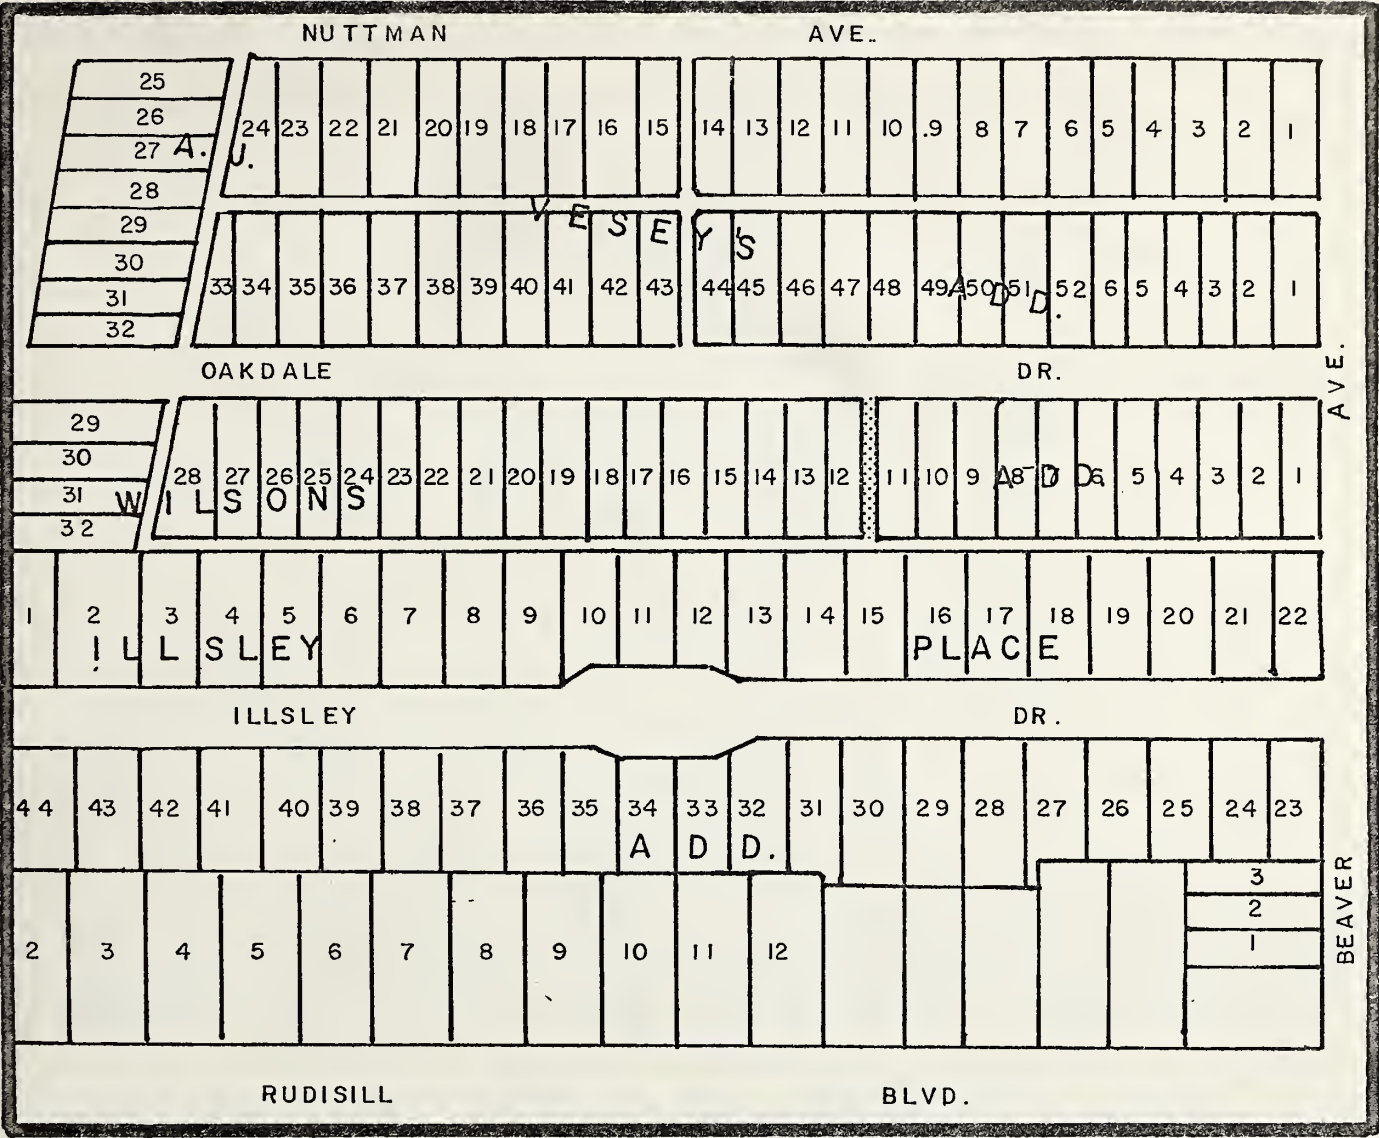 NUTTMAN AVE.
25
26
27
28
29
30
31
32
24 23 22 21 20 19 18 17 16 15 14 13 12 11 10 .9 8 7 6 5 4 3 2 1
A. J. VESEY'S ADD.
33 34 35 36 37 38 39 40 41 42 43 44 45 46 47 48 49 50 51 52 6 5 4 3 2 1
OAKDALE DR.
29
30
31
32
28 27 26 25 24 23 22 21 20 19 18 17 16 15 14 13 12 11 10 9 8 7 6 5 4 3 2 1
WILSONS ADD
1 2 3 4 5 6 7 8 9 10 11 12 13 14 15 16 17 18 19 20 21 22
ILLSLEY PLACE
ILLSLEY DR.
44 43 42 41 40 39 38 37 36 35 34 33 32 31 30 29 28 27 26 25 24 23
ADD.
3
2
1
2 3 4 5 6 7 8 9 10 11 12
RUDISILL BLVD.
BEAVER AVE.